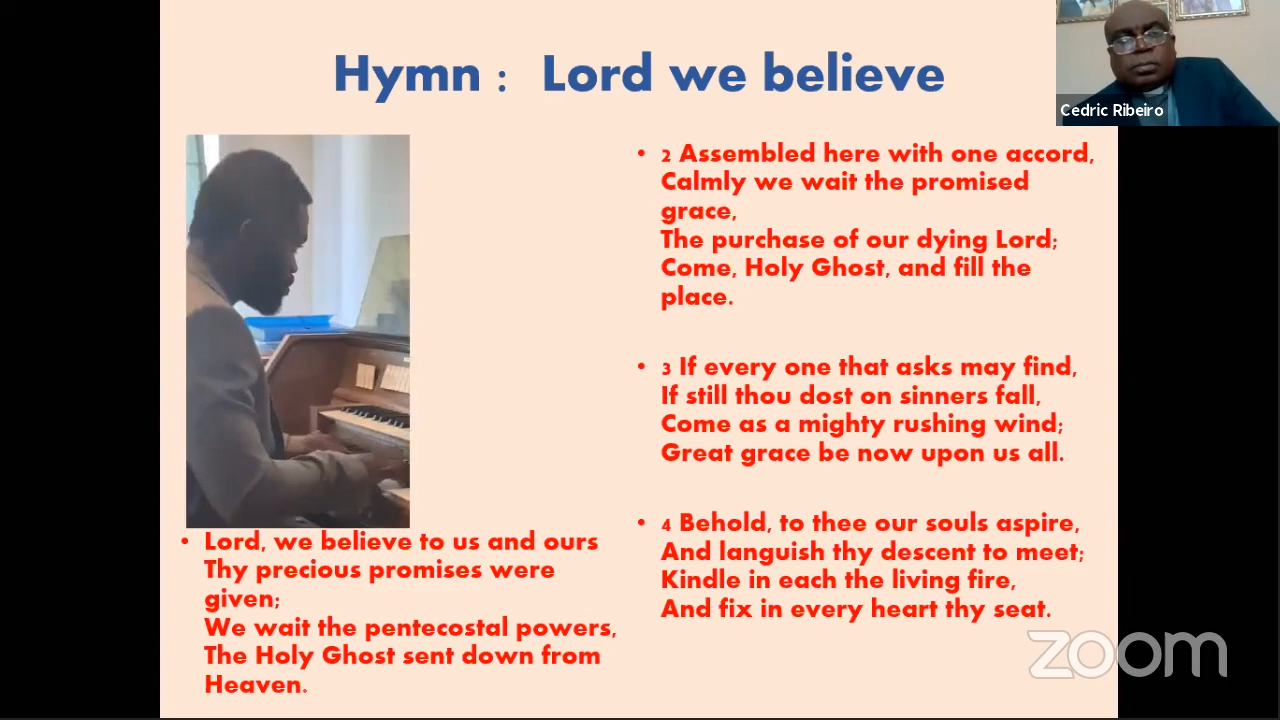 Hymn : Lord we believe
Cedric Ribeiro
• Lord, we believe to us and ours
Thy precious promises were
given;
We wait the pentecostal powers,
The Holy Ghost sent down from
Heaven.
• 2 Assembled here with one accord,
Calmly we wait the promised
grace,
The purchase of our dying Lord;
Come, Holy Ghost, and fill the
place.
• 3 If every one that asks may find,
If still thou dost on sinners fall,
Come as a mighty rushing wind;
Great grace be now upon us all.
• 4 Behold, to thee our souls aspire,
And languish thy descent to meet;
Kindle in each the living fire,
And fix in every heart thy seat.
zoom